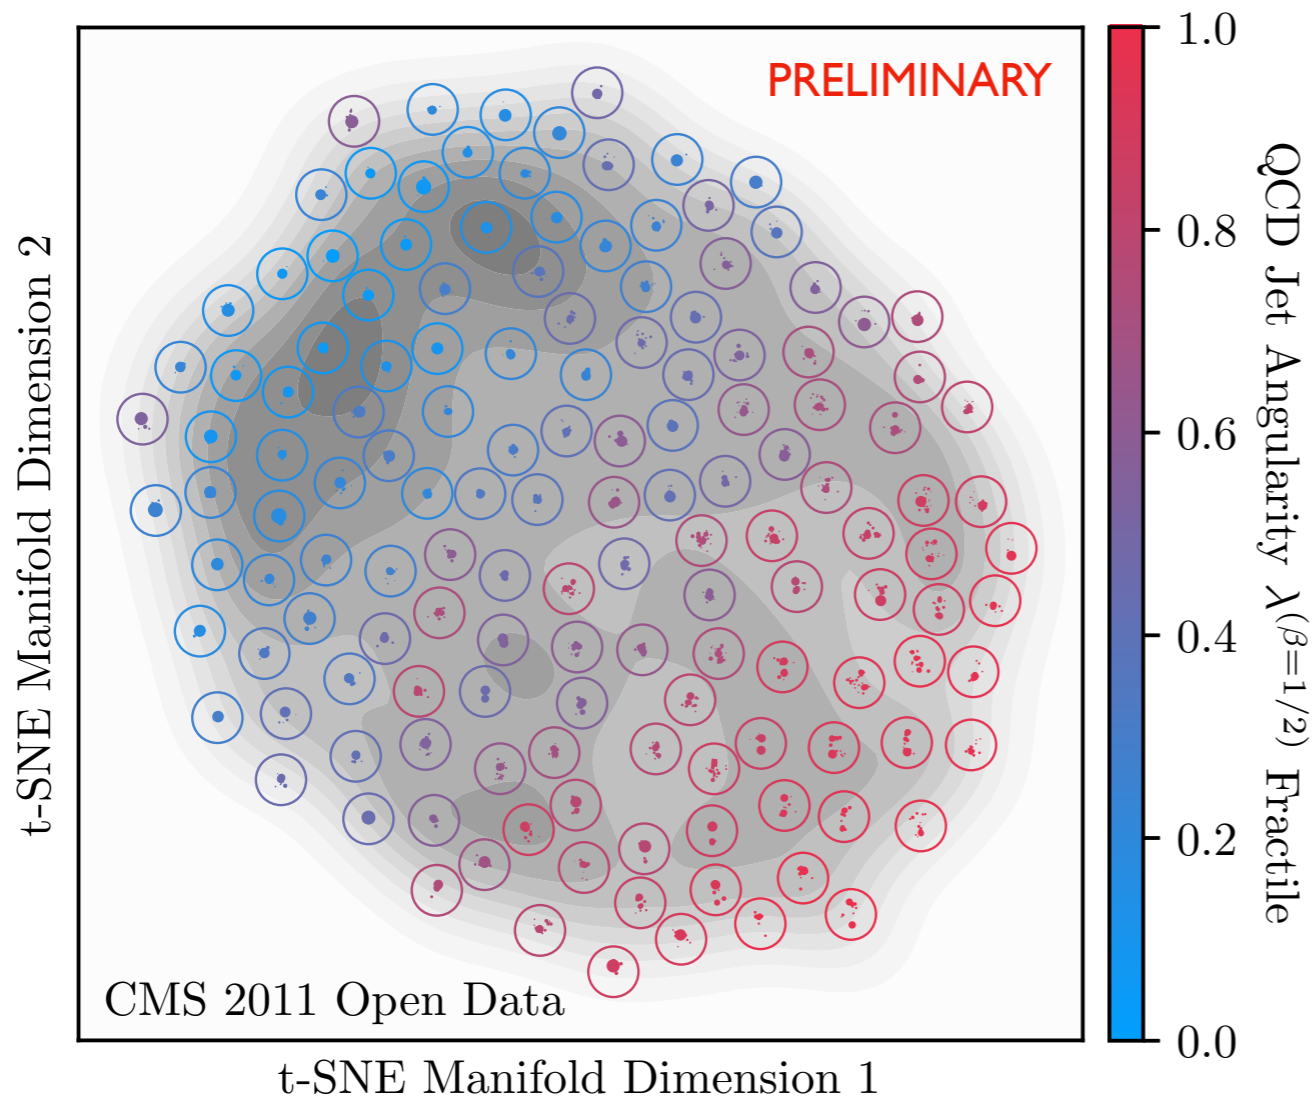 PRELIMINARY
CMS 2011 Open Data
t-SNE Manifold Dimension 1
t-SNE Manifold Dimension 2
1.0
0.8
0.6
0.4
0.2
0.0
QCD Jet Angularity λ(β=1/2) Fractile